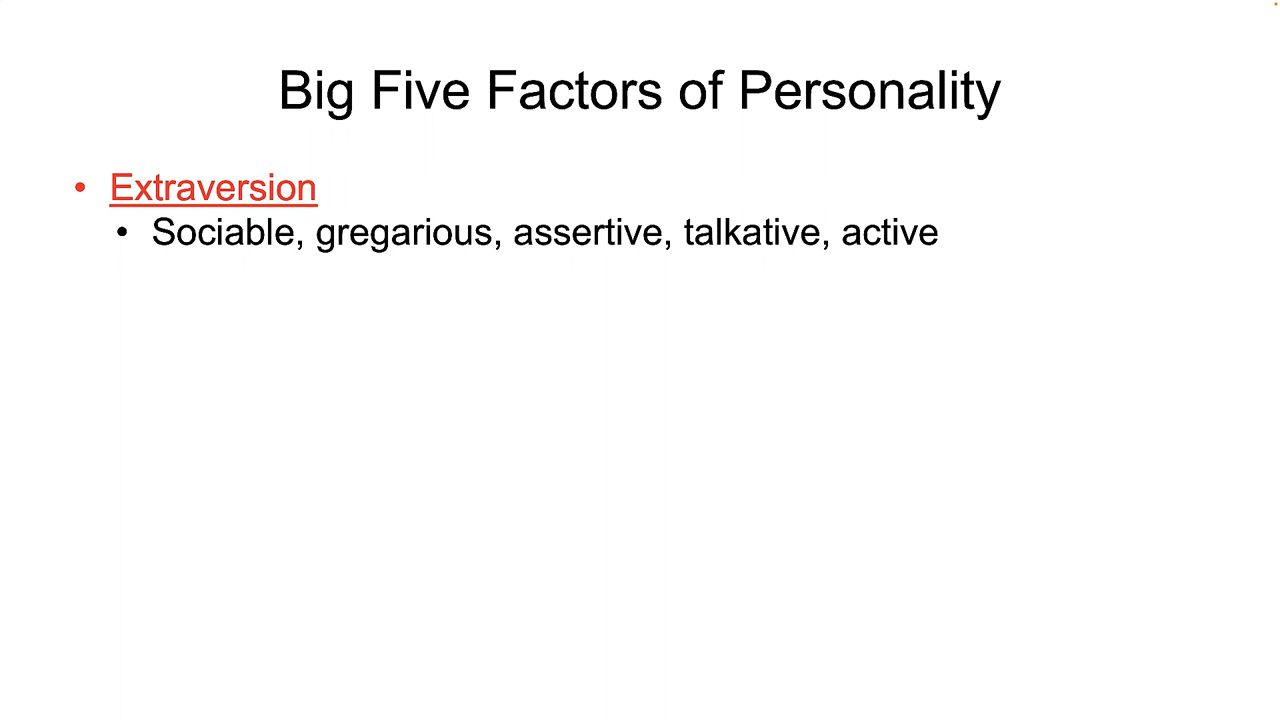 Big Five Factors of Personality
• Extraversion
• Sociable, gregarious, assertive, talkative, active